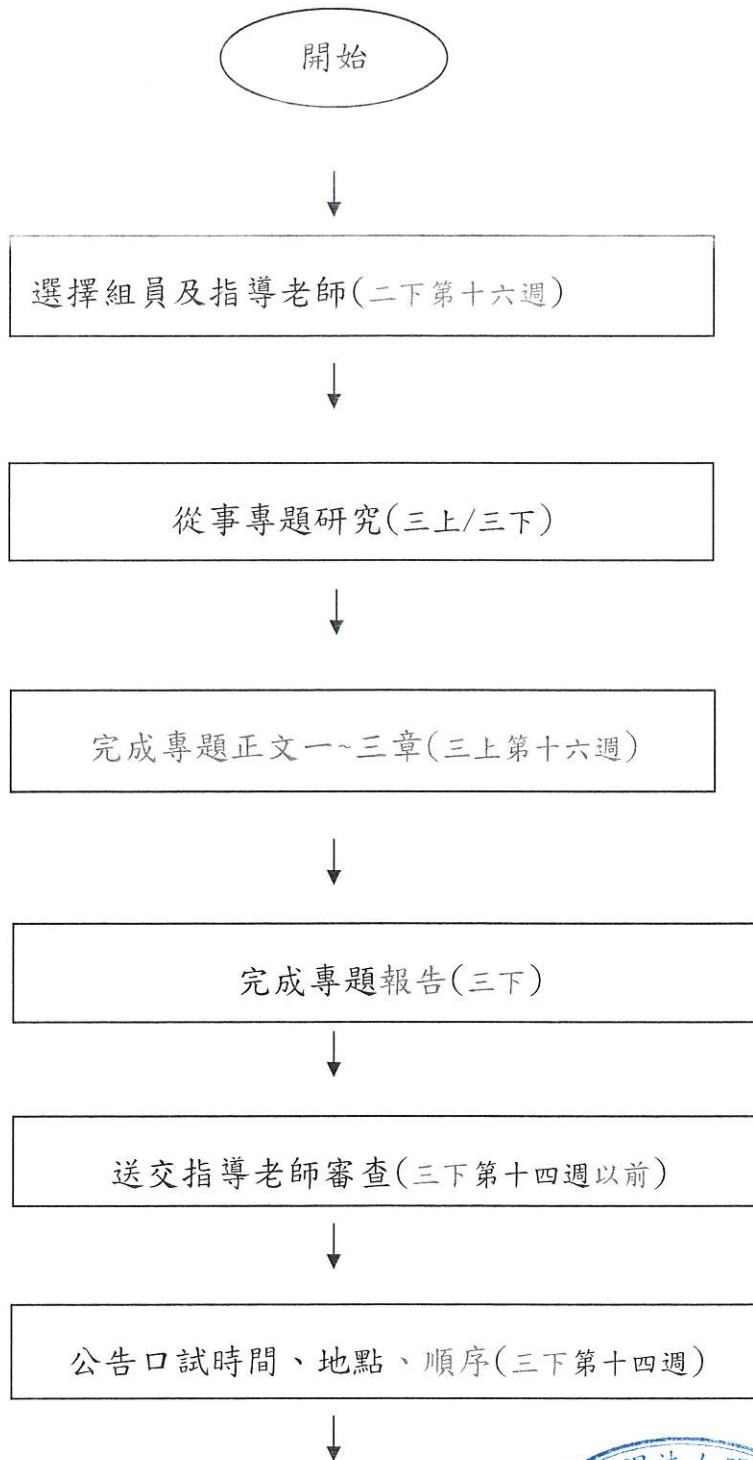 開始
選擇組員及指導老師(二下第十六週)
從事專題研究(三上/三下)
完成專題正文一~三章(三上第十六週)
完成專題報告(三下)
送交指導老師審查(三下第十四週以前)
公告口試時間、地點、順序(三下第十四週)